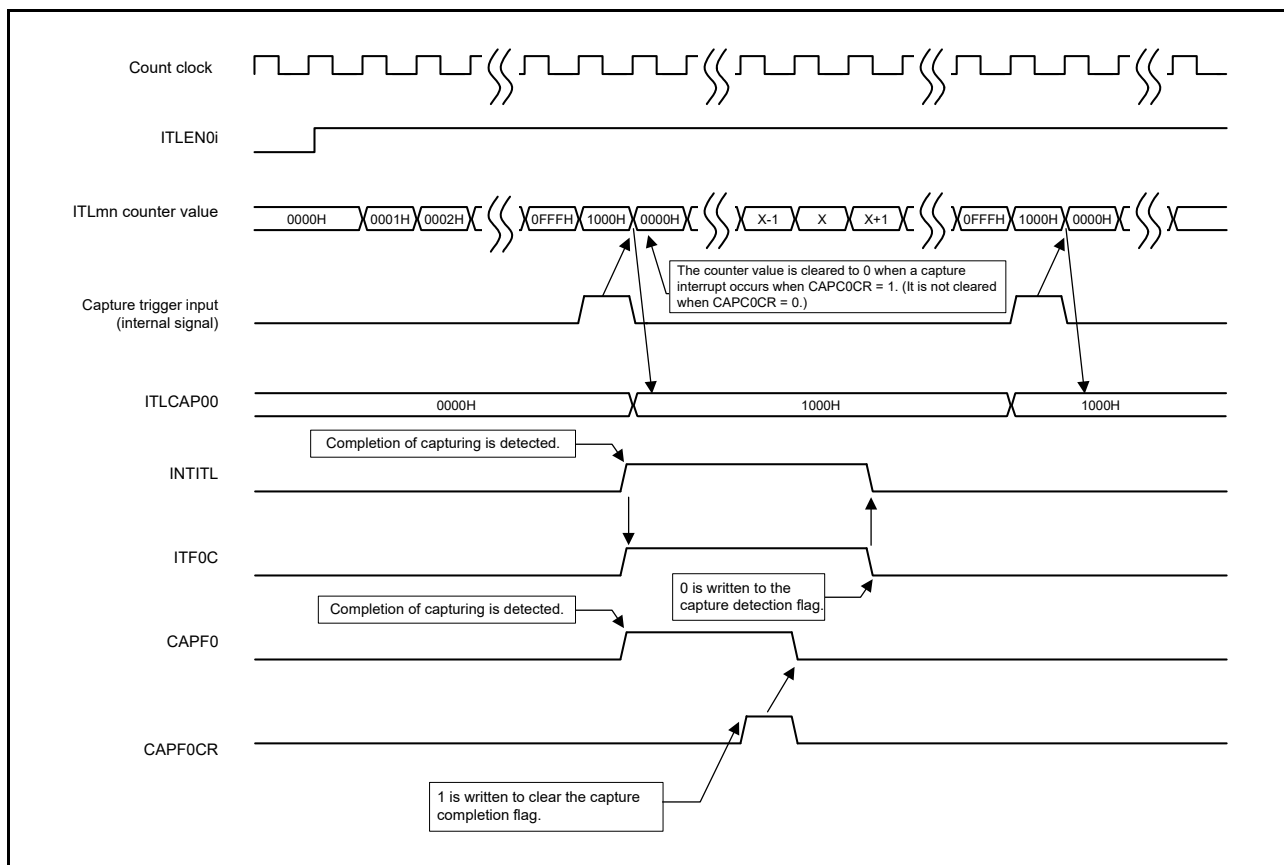 Count clock
ITLEN0i
ITLmn counter value
0000H 0001H 0002H 0FFFH 1000H 0000H X-1 X X+1 0FFFH 1000H 0000H
The counter value is cleared to 0 when a capture
interrupt occurs when CAPC0CR = 1. (It is not cleared
when CAPC0CR = 0.)
Capture trigger input
(internal signal)
ITLCAP00
0000H 1000H 1000H
Completion of capturing is detected.
INTITL
ITF0C
0 is written to the
capture detection flag.
Completion of capturing is detected.
CAPF0
CAPF0CR
1 is written to clear the capture
completion flag.